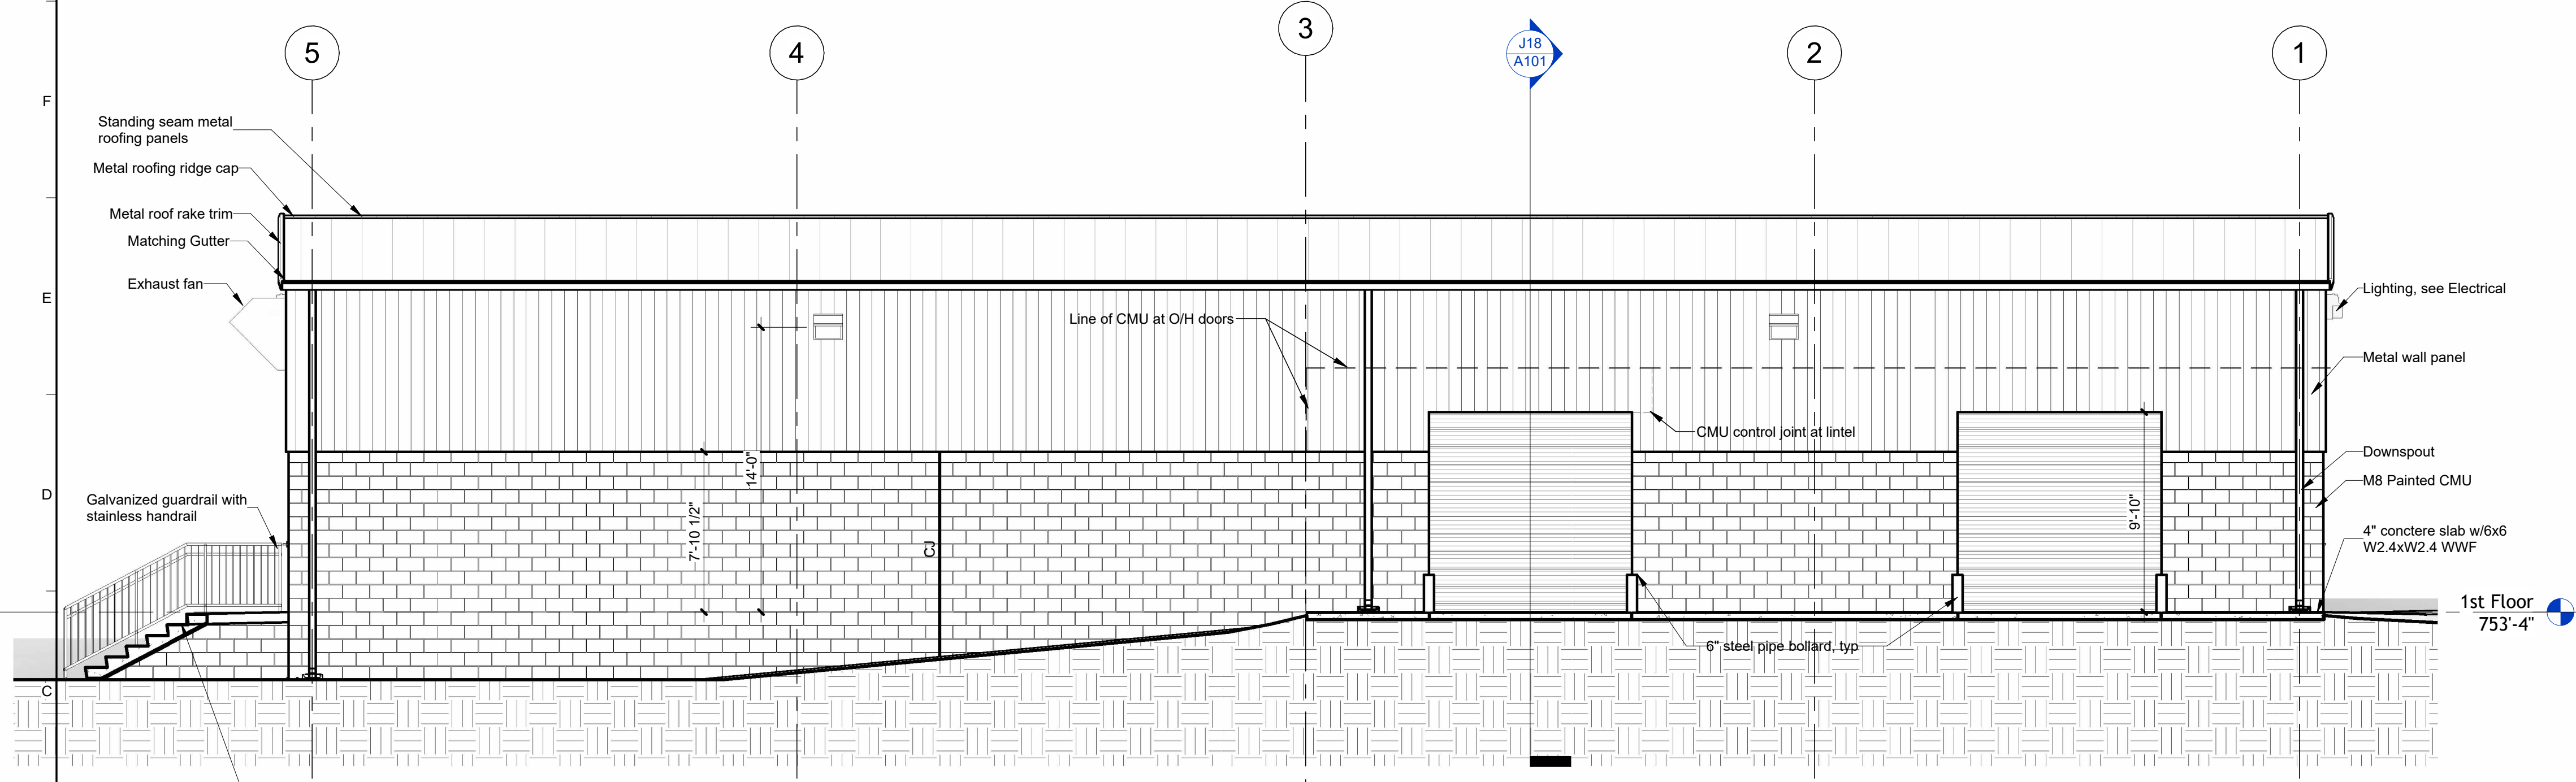 5
4
3
J18
A101
2
1
F
Standing seam metal
roofing panels
Metal roofing ridge cap
Metal roof rake trim
Matching Gutter
Exhaust fan
E
Lighting, see Electrical
Line of CMU at O/H doors
Metal wall panel
CMU control joint at lintel
Downspout
M8 Painted CMU
14'-0"
D
Galvanized guardrail with
stainless handrail
7'-10 1/2"
9'-10"
4" conctere slab w/6x6
W2.4xW2.4 WWF
CJ
1st Floor
753'-4"
6" steel pipe bollard, typ
C